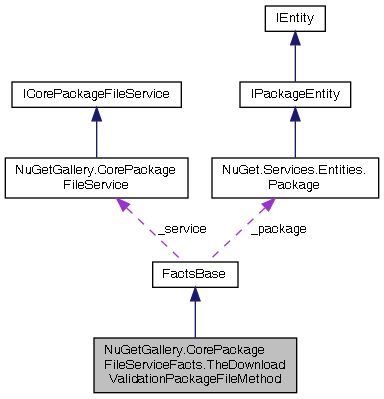 IEntity
ICorePackageFileService
IPackageEntity
NuGetGallery.CorePackage
FileService
NuGet.Services.Entities.
Package
_service
_package
FactsBase
NuGetGallery.CorePackage
FileServiceFacts.TheDownload
ValidationPackageFileMethod